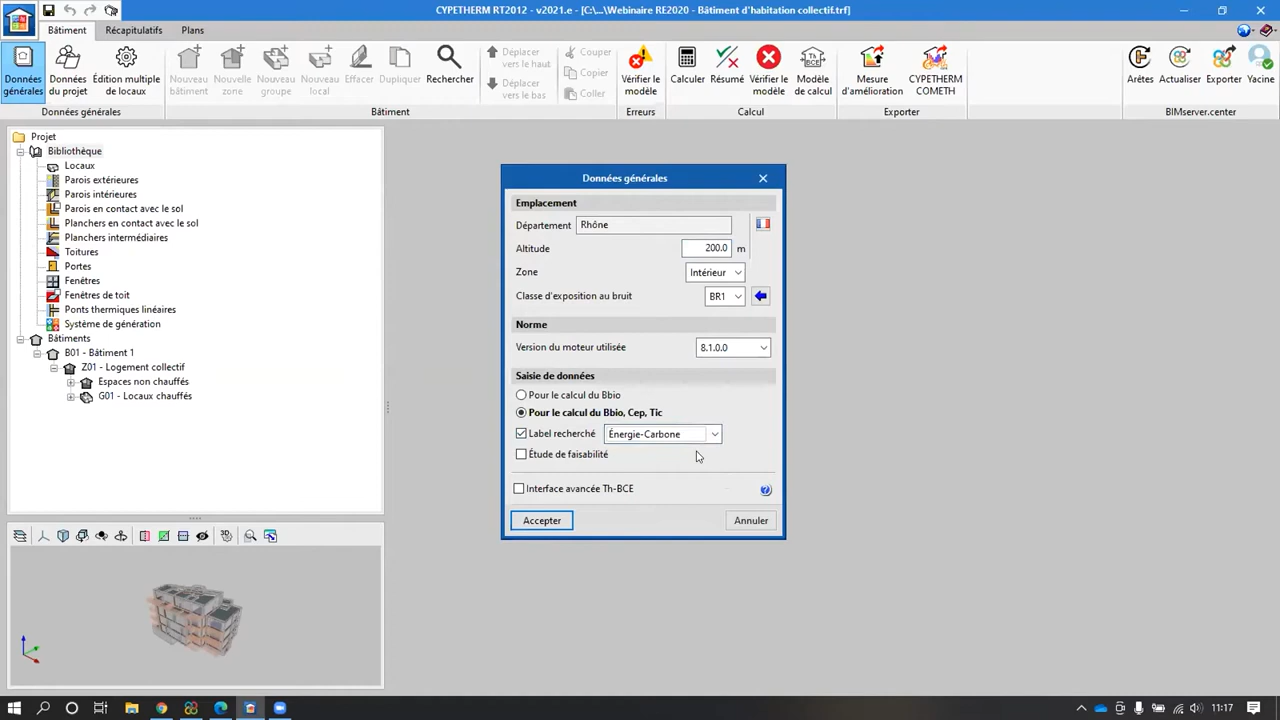 CYPETHERM RT2012 - v2021.e - [C:\...\Webinaire RE2020 - Bâtiment d'habitation collectif.trf]
Bâtiment Récapitulatifs Plans
Données générales
Données du projet
Édition multiple de locaux
Nouveau bâtiment
Nouvelle zone
Nouveau groupe
Nouveau local
Effacer
Dupliquer
Rechercher
Déplacer vers le haut
Déplacer vers le bas
Couper
Copier
Coller
Vérifier le modèle
Calculer
Résumé
Vérifier le modèle
Modèle de calcul
Mesure d'amélioration
CYPETHERM COMETH
Arêtes
Actualiser
Exporter
Yacine
Données générales Bâtiment Erreurs Calcul Exporter BIMserver.center
Projet
Bibliothèque
Locaux
Parois extérieures
Parois intérieures
Parois en contact avec le sol
Planchers en contact avec le sol
Planchers intermédiaires
Toitures
Portes
Fenêtres
Fenêtres de toit
Ponts thermiques linéaires
Système de génération
Bâtiments
B01 - Bâtiment 1
Z01 - Logement collectif
Espaces non chauffés
G01 - Locaux chauffés
Données générales
Emplacement
Département Rhône
Altitude 200.0 m
Zone Intérieur
Classe d'exposition au bruit BR1
Norme
Version du moteur utilisée 8.1.0.0
Saisie de données
Pour le calcul du Bbio
Pour le calcul du Bbio, Cep, Tic
Label recherché Énergie-Carbone
Étude de faisabilité
Interface avancée Th-BCE
Accepter Annuler
11:17